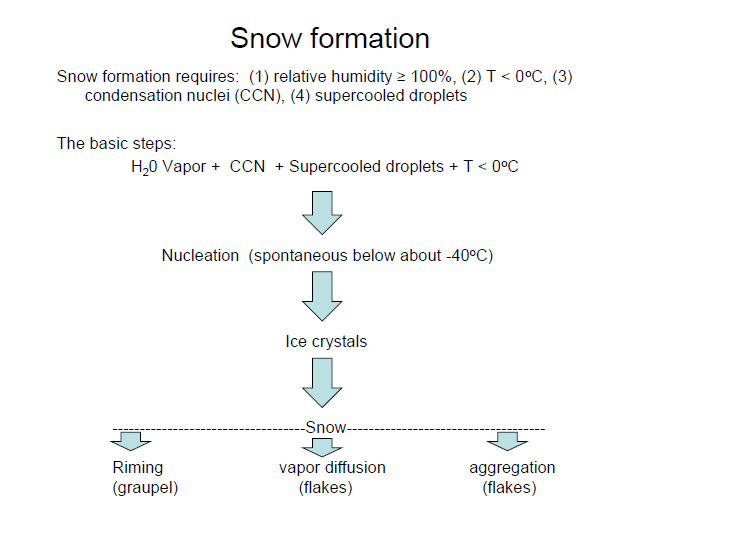 Snow formation
Snow formation requires:  (1) relative humidity ≥ 100%, (2) T < 0ºC, (3)
condensation nuclei (CCN), (4) supercooled droplets
The basic steps:
H₂0 Vapor +  CCN  + Supercooled droplets + T < 0ºC
Nucleation  (spontaneous below about -40ºC)
Ice crystals
Snow
Riming vapor diffusion aggregation
(graupel) (flakes) (flakes)